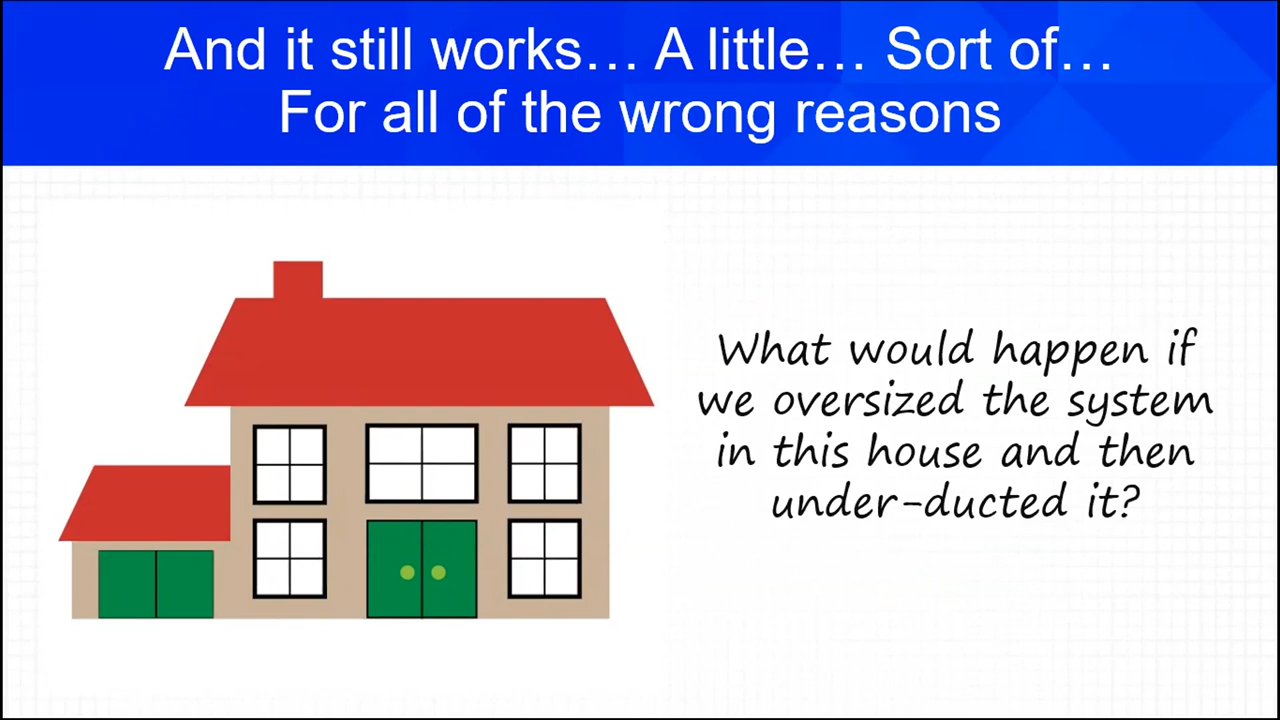 And it still works… A little… Sort of…
For all of the wrong reasons
What would happen if
we oversized the system
in this house and then
under-ducted it?